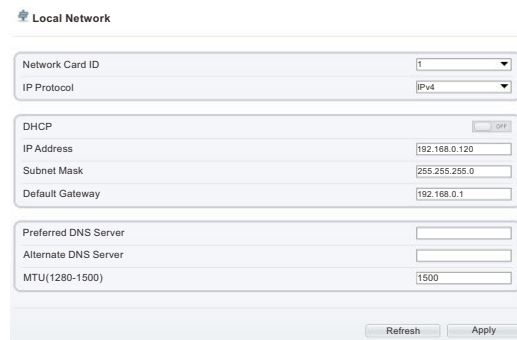 Local Network
Network Card ID 1
IP Protocol IPv4
DHCP OFF
IP Address 192.168.0.120
Subnet Mask 255.255.255.0
Default Gateway 192.168.0.1
Preferred DNS Server
Alternate DNS Server
MTU(1280-1500) 1500
Refresh Apply